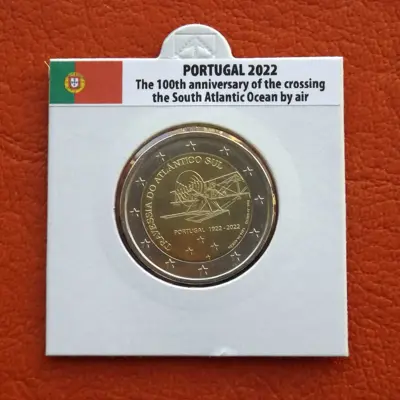 PORTUGAL 2022
The 100th anniversary of the crossing
the South Atlantic Ocean by air
TRAVESSIA DO ATLÂNTICO SUL
PORTUGAL 1922-2022